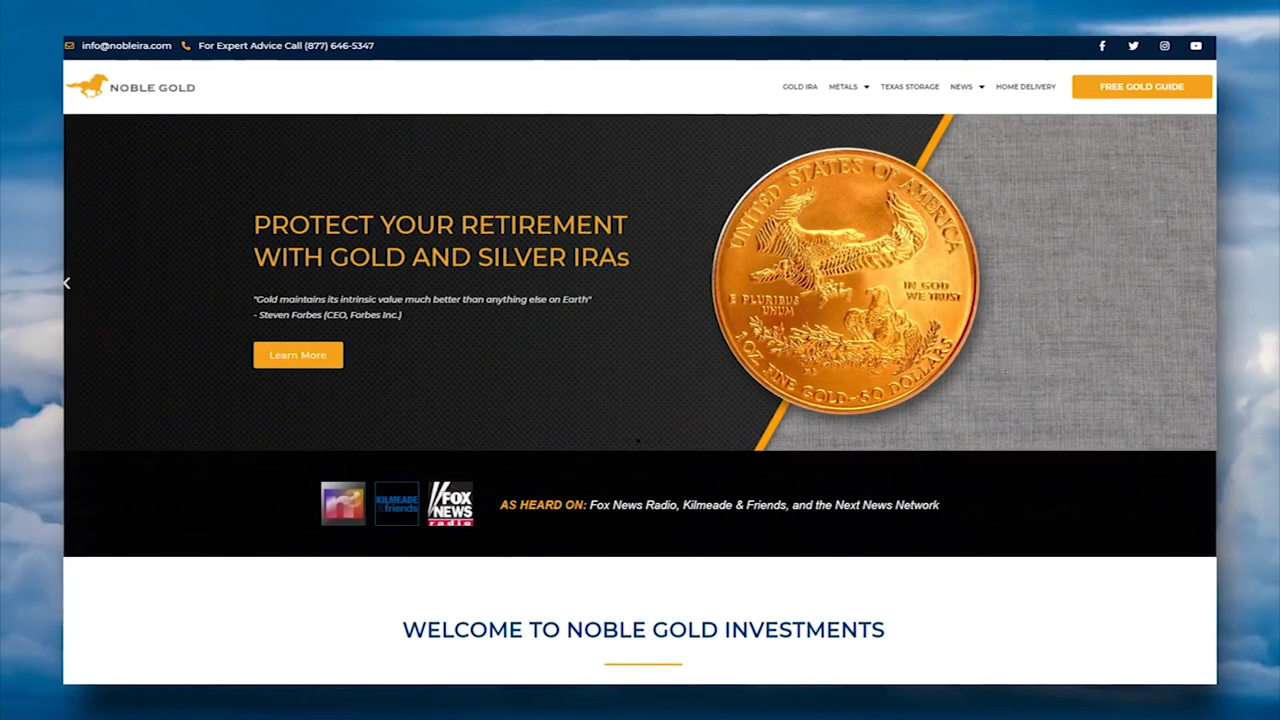 info@nobleira.com For Expert Advice Call (877) 646-5347
NOBLE GOLD
GOLD IRA METALS TEXAS STORAGE NEWS HOME DELIVERY FREE GOLD GUIDE
PROTECT YOUR RETIREMENT
WITH GOLD AND SILVER IRAs
"Gold maintains its intrinsic value much better than anything else on Earth"
- Steven Forbes (CEO, Forbes Inc.)
Learn More
UNITED STATES OF AMERICA
E PLURIBUS
UNUM
IN GOD
WE TRUST
1 OZ. FINE GOLD-50 DOLLARS
KILMEADE
friends
FOX
NEWS
radio
AS HEARD ON: Fox News Radio, Kilmeade & Friends, and the Next News Network
WELCOME TO NOBLE GOLD INVESTMENTS